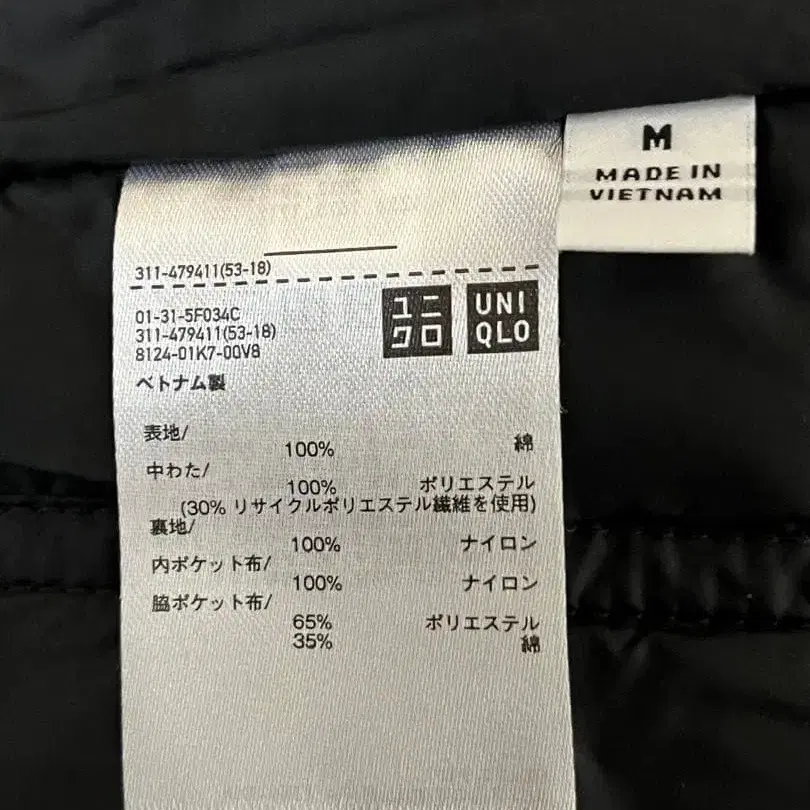 M
MADE IN
VIETNAM
311-479411(53-18)
01-31-5F034C
311-479411(53-18)
8124-01K7-00V8
ユニ
クロ
UNI
QLO
ベトナム製
表地/
100% 綿
中わた/
100% ポリエステル
(30% リサイクルポリエステル繊維を使用)
裏地/
100% ナイロン
内ポケット布/
100% ナイロン
脇ポケット布/
65% ポリエステル
35% 綿